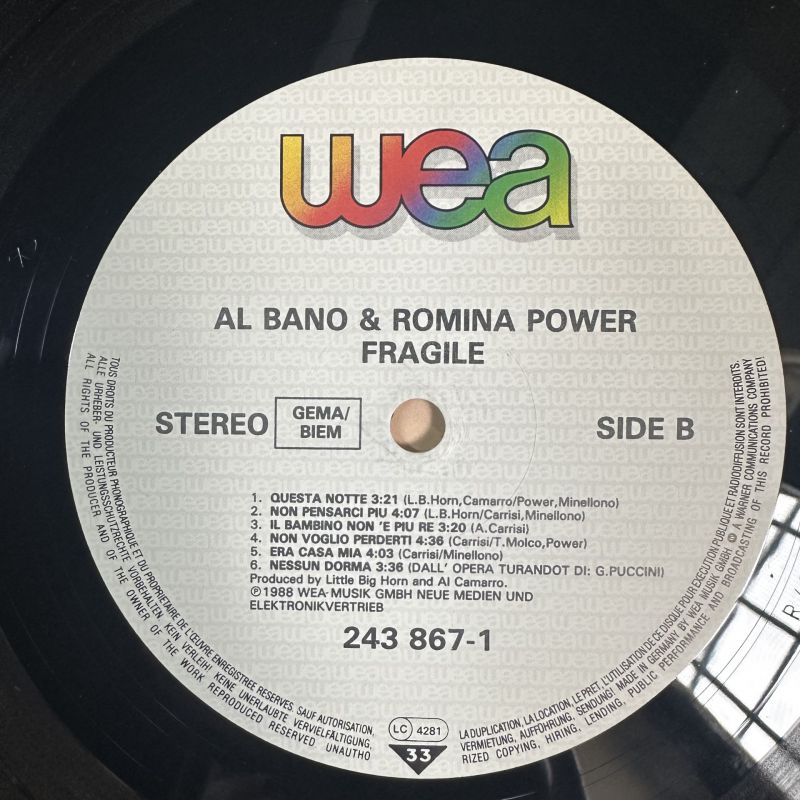 wea
AL BANO & ROMINA POWER
FRAGILE
STEREO
GEMA/
BIEM
SIDE B
1. QUESTA NOTTE 3:21 (L.B.Horn,Camarro/Power,Minellono)
2. NON PENSARCI PIU 4:07 (L.B.Horn/Carrisi,Minellono)
3. IL BAMBINO NON 'E PIU RE 3:20 (A.Carrisi)
4. NON VOGLIO PERDERTI 4:36 (Carrisi/T.Molco,Power)
5. ERA CASA MIA 4:03 (Carrisi/Minellono)
6. NESSUN DORMA 3:36 (DALL' OPERA TURANDOT DI: G.PUCCINI)
Produced by Little Big Horn and Al Camarro.
℗ 1988 WEA-MUSIK GMBH NEUE MEDIEN UND
ELEKTRONIKVERTRIEB
243 867-1
TOUS DROITS DU PRODUCTEUR PHONOGRAPHIQUE ET DU PROPRIETAIRE DE L'ŒUVRE ENREGISTREE RESERVES. SAUF AUTORISATION, LA DUPLICATION, LA LOCATION, LE PRET, L'UTILISATION DE CE DISQUE POUR EXECUTION PUBLIQUE ET RADIODIFFUSION SONT INTERDITS.
ALLE URHEBER- UND LEISTUNGSSCHUTZRECHTE VORBEHALTEN. KEIN VERLEIH! KEINE UNERLAUBTE VERVIELFÄLTIGUNG, VERMIETUNG, AUFFÜHRUNG, SENDUNG! MADE IN GERMANY BY WEA MUSIK GMBH © A WARNER COMMUNICATIONS COMPANY
ALL RIGHTS OF THE PRODUCER AND OF THE OWNER OF THE WORK REPRODUCED RESERVED UNAUTHORIZED COPYING, HIRING, LENDING, PUBLIC PERFORMANCE AND BROADCASTING OF THIS RECORD PROHIBITED!
LC 4281
33